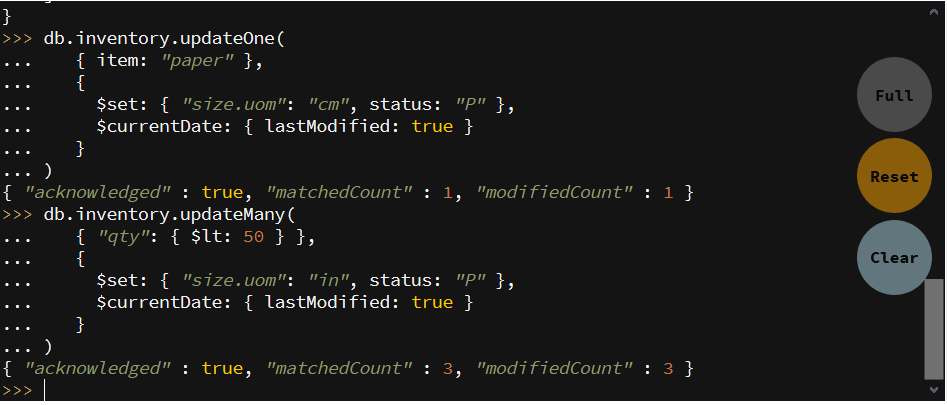 }
>>> db.inventory.updateOne(
...    { item: "paper" },
...    {
...      $set: { "size.uom": "cm", status: "P" },
...      $currentDate: { lastModified: true }
...    }
... )
{ "acknowledged" : true, "matchedCount" : 1, "modifiedCount" : 1 }
>>> db.inventory.updateMany(
...    { "qty": { $lt: 50 } },
...    {
...      $set: { "size.uom": "in", status: "P" },
...      $currentDate: { lastModified: true }
...    }
... )
{ "acknowledged" : true, "matchedCount" : 3, "modifiedCount" : 3 }
>>>
Full
Reset
Clear